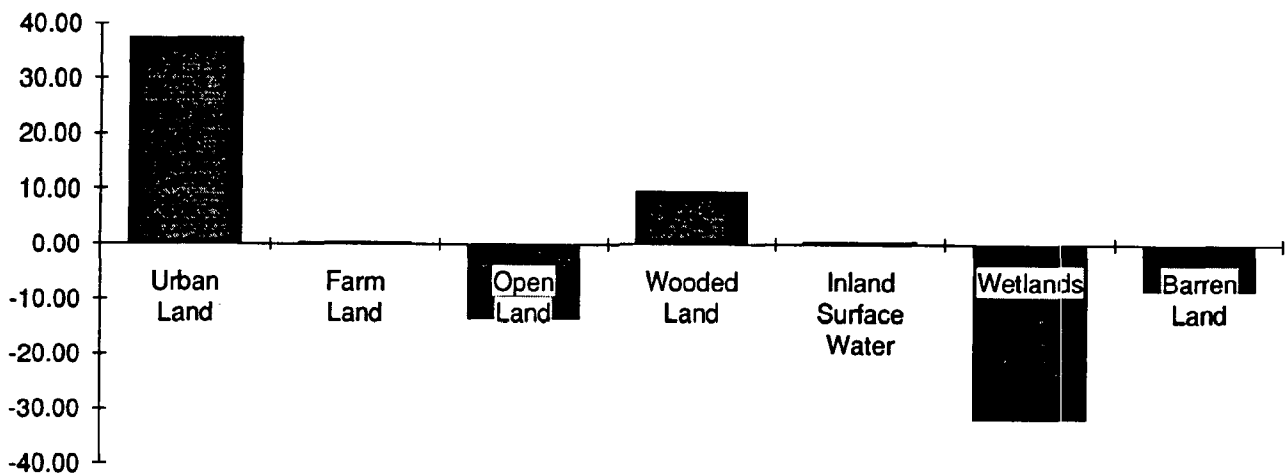 40.00
30.00
20.00
10.00
0.00
-10.00
-20.00
-30.00
-40.00
Urban
Land
Farm
Land
Open
Land
Wooded
Land
Inland
Surface
Water
Wetlands
Barren
Land